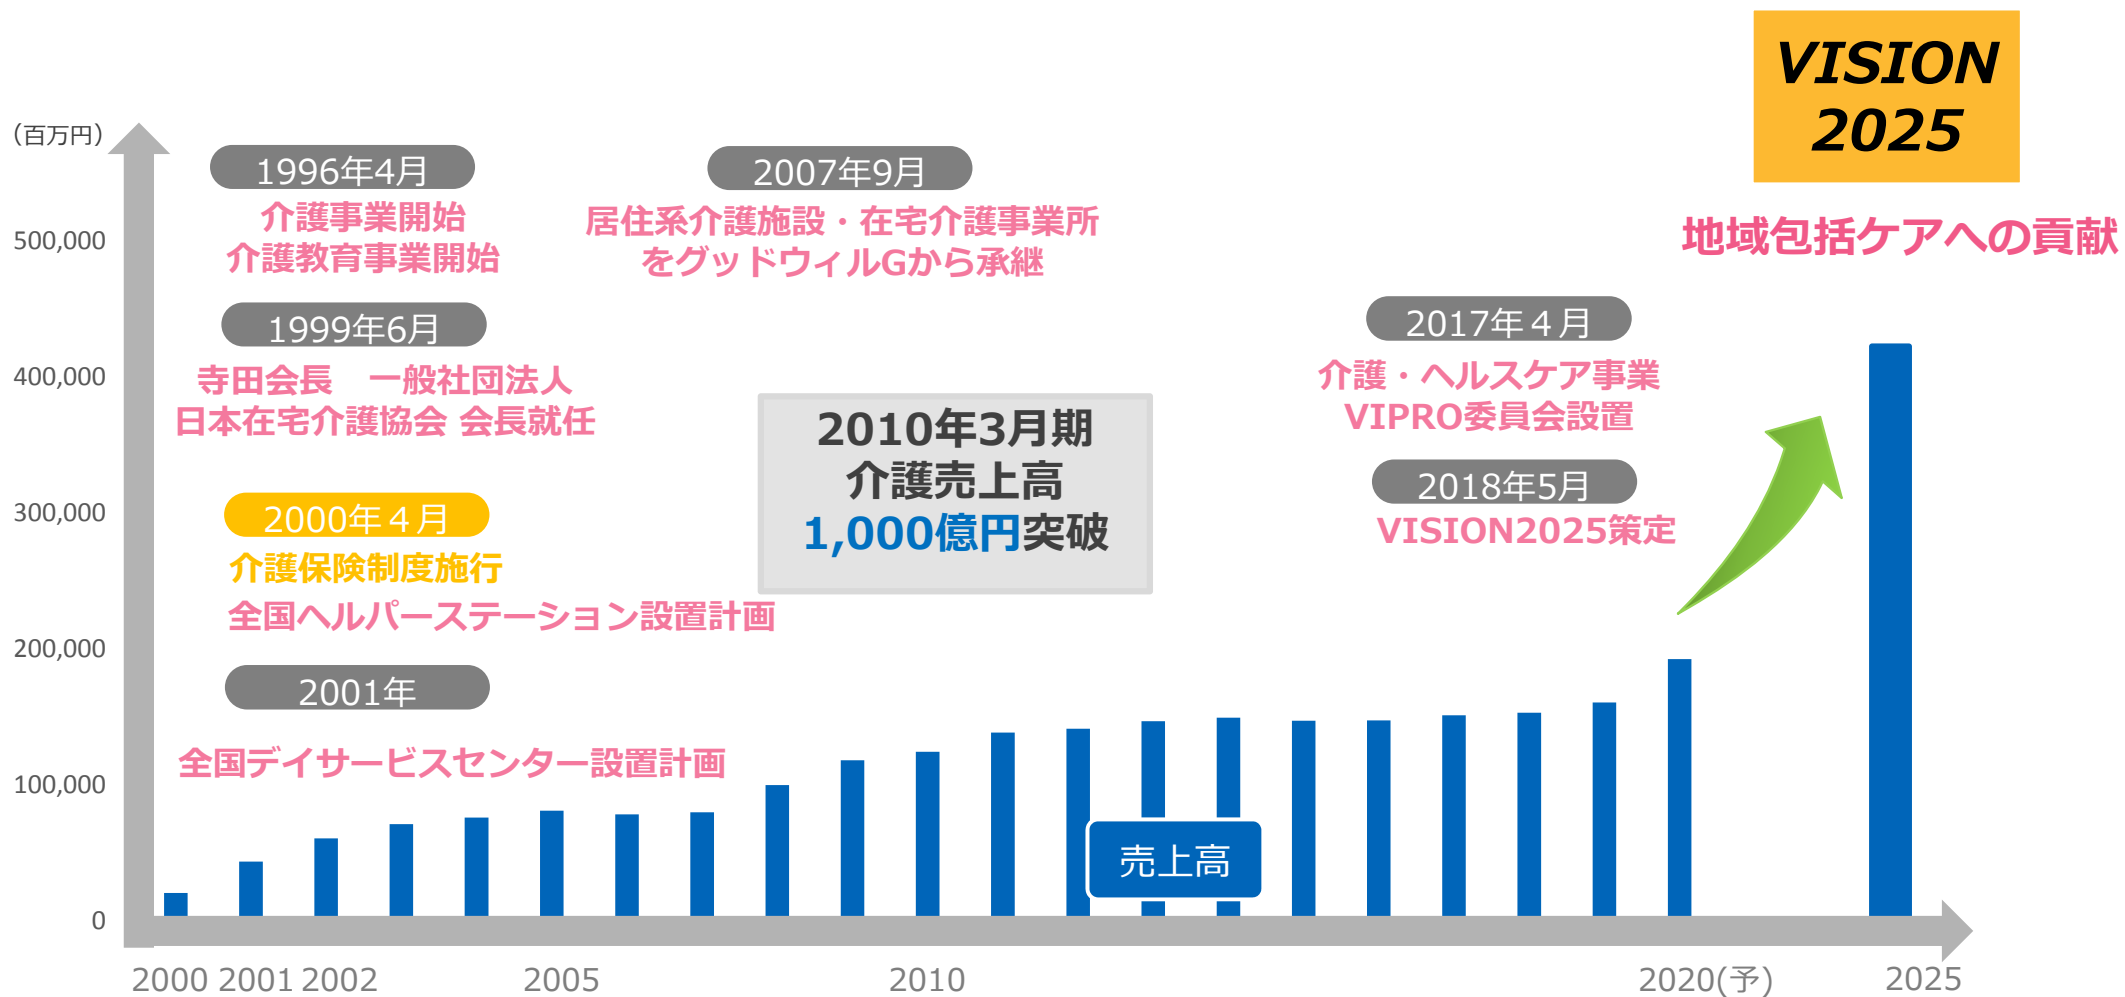 VISION
2025
地域包括ケアへの貢献
（百万円）
500,000
400,000
300,000
200,000
100,000
0
1996年4月
介護事業開始
介護教育事業開始
1999年6月
寺田会長　一般社団法人
日本在宅介護協会 会長就任
2000年４月
介護保険制度施行
全国ヘルパーステーション設置計画
2001年
全国デイサービスセンター設置計画
2007年9月
居住系介護施設・在宅介護事業所
をグッドウィルGから承継
2010年3月期
介護売上高
1,000億円突破
2017年４月
介護・ヘルスケア事業
VIPRO委員会設置
2018年5月
VISION2025策定
売上高
2000 2001 2002 2005 2010 2020(予) 2025